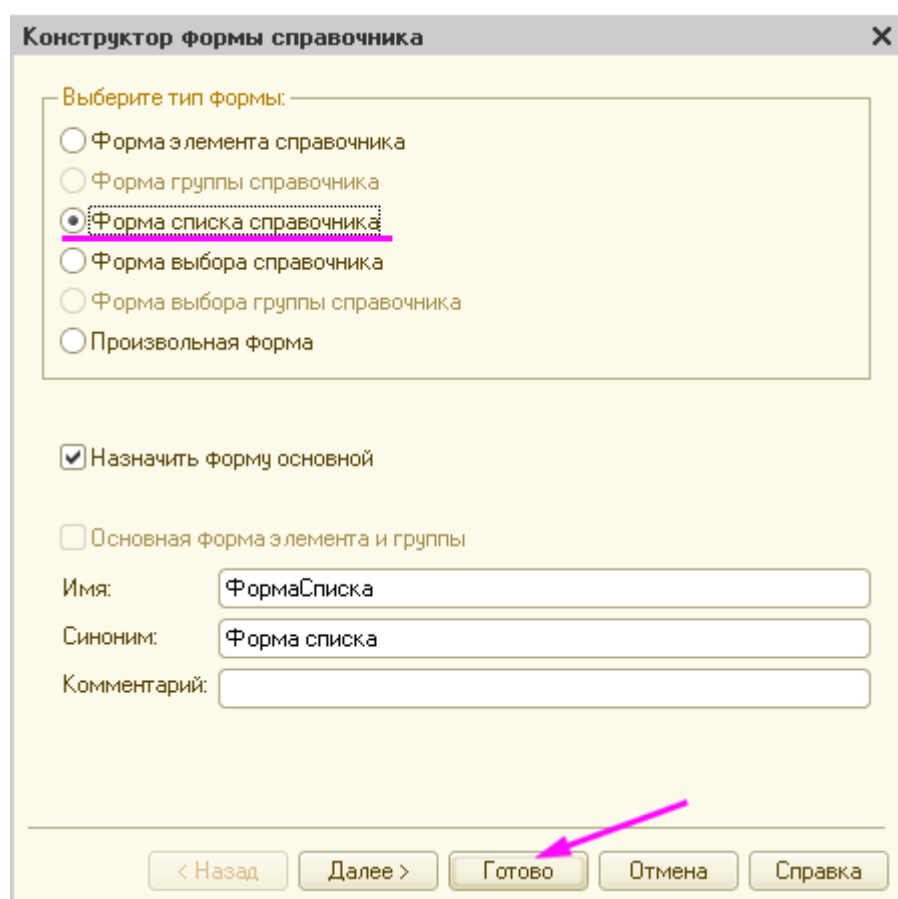 Конструктор формы справочника
Выберите тип формы:
Форма элемента справочника
Форма группы справочника
Форма списка справочника
Форма выбора справочника
Форма выбора группы справочника
Произвольная форма
Назначить форму основной
Основная форма элемента и группы
Имя: ФормаСписка
Синоним: Форма списка
Комментарий:
< Назад Далее > Готово Отмена Справка